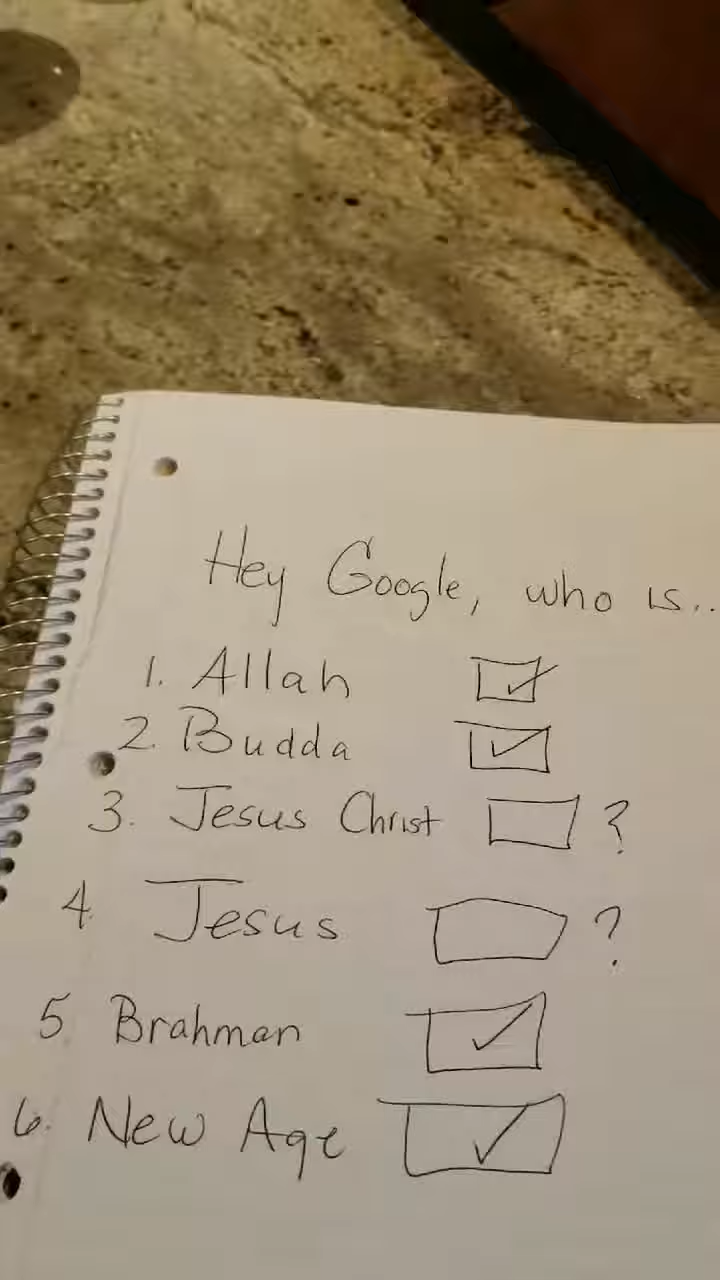 Hey Google, who is..
1. Allah
2. Budda
3. Jesus Christ ?
4. Jesus ?
5 Brahman
6. New Age